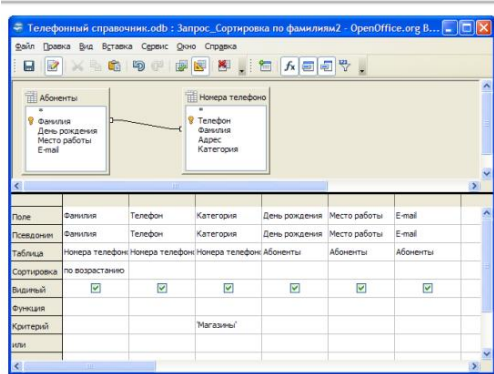 Телефонный справочник.odb : Запрос_Сортировка по фамилиям2 - OpenOffice.org B...
Файл Правка Вид Вставка Сервис Окно Справка
Абоненты
*
Фамилия
День рождения
Место работы
E-mail
Номера телефоно
*
Телефон
Фамилия
Адрес
Категория
Поле Фамилия Телефон Категория День рождения Место работы E-mail
Псевдоним Фамилия Телефон Категория День рождения Место работы E-mail
Таблица Номера телефон Номера телефон Номера телефон Абоненты Абоненты Абоненты
Сортировка по возрастанию
Видимый
Функция
Критерий 'Магазины'
или